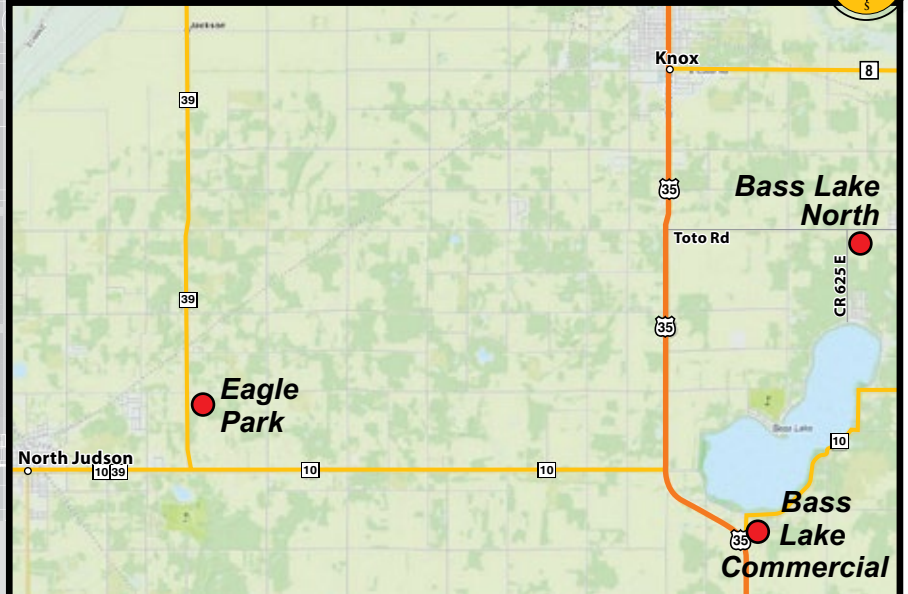 S
Jackson
Knox
8
39
35
Bass Lake
North
Toto Rd
CR 625 E
39
35
Eagle
Park
Bass Lake
10
North Judson
10 39
10
10
Bass
Lake
Commercial
35